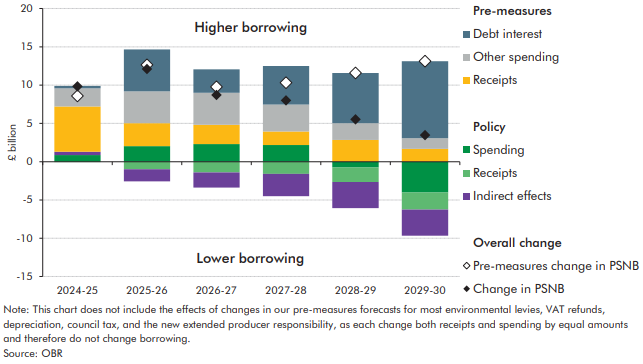 20
15
10
5
0
-5
-10
-15
£ billion
Higher borrowing
Lower borrowing
2024-25 2025-26 2026-27 2027-28 2028-29 2029-30
Pre-measures
Debt interest
Other spending
Receipts
Policy
Spending
Receipts
Indirect effects
Overall change
Pre-measures change in PSNB
Change in PSNB
Note: This chart does not include the effects of changes in our pre-measures forecasts for most environmental levies, VAT refunds,
depreciation, council tax, and the new extended producer responsibility, as each change both receipts and spending by equal amounts
and therefore do not change borrowing.
Source: OBR